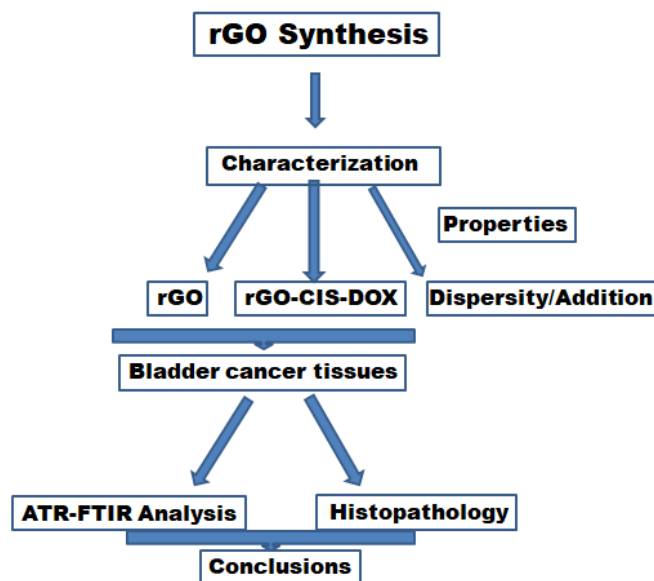 rGO Synthesis
Characterization
Properties
rGO
rGO-CIS-DOX
Dispersity/Addition
Bladder cancer tissues
ATR-FTIR Analysis
Histopathology
Conclusions